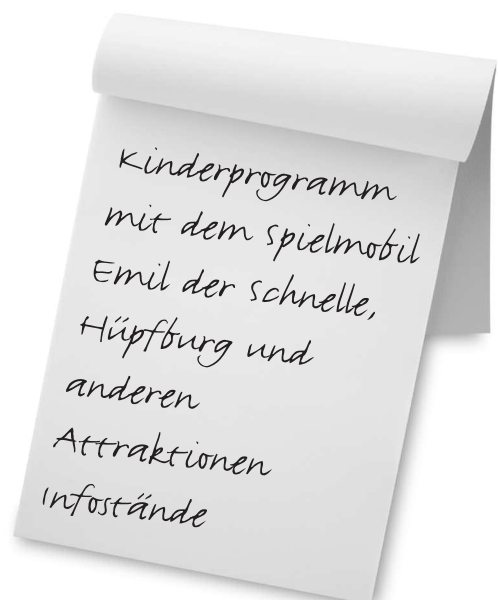 Kinderprogramm
mit dem Spielmobil
Emil der Schnelle,
Hüpfburg und
anderen
Attraktionen
Infostände